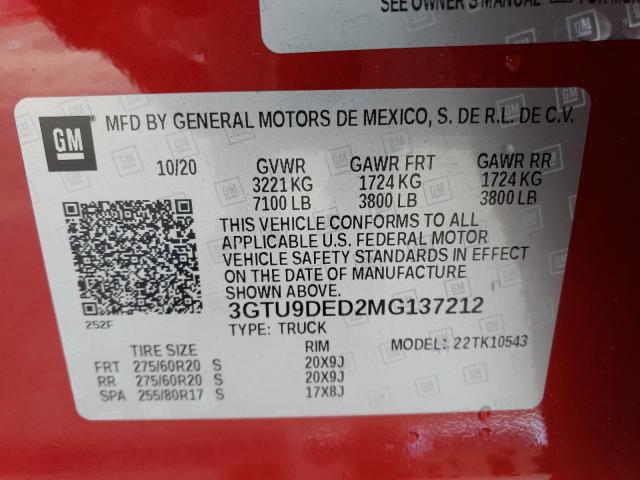 SEE OWNER'S MANUAL
GM
MFD BY GENERAL MOTORS DE MEXICO, S. DE R.L. DE C.V.
10/20 GVWR GAWR FRT GAWR RR
3221 KG 1724 KG 1724 KG
7100 LB 3800 LB 3800 LB
THIS VEHICLE CONFORMS TO ALL
APPLICABLE U.S. FEDERAL MOTOR
VEHICLE SAFETY STANDARDS IN EFFECT
ON THE DATE OF MANUFACTURE
SHOWN ABOVE.
252F
3GTU9DED2MG137212
TYPE: TRUCK MODEL: 22TK10543
TIRE SIZE RIM
FRT 275/60R20 S 20X9J
RR 275/60R20 S 20X9J
SPA 255/80R17 S 17X8J